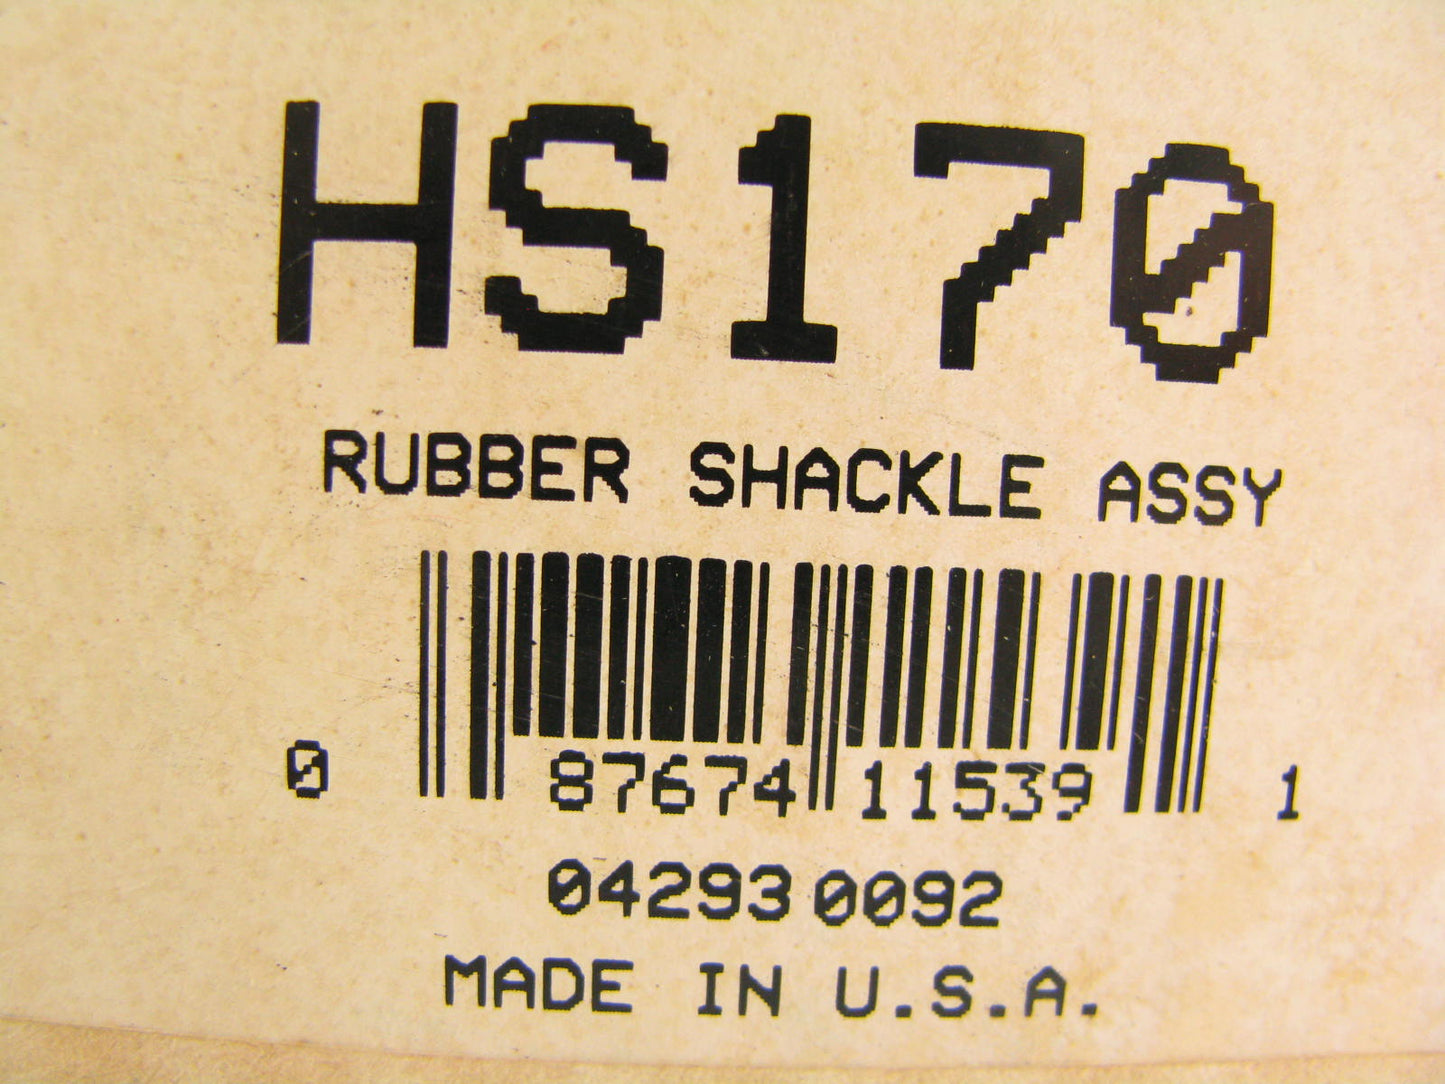 HS170
RUBBER SHACKLE ASSY
0 87674 11539 1
04293 0092
MADE IN U.S.A.